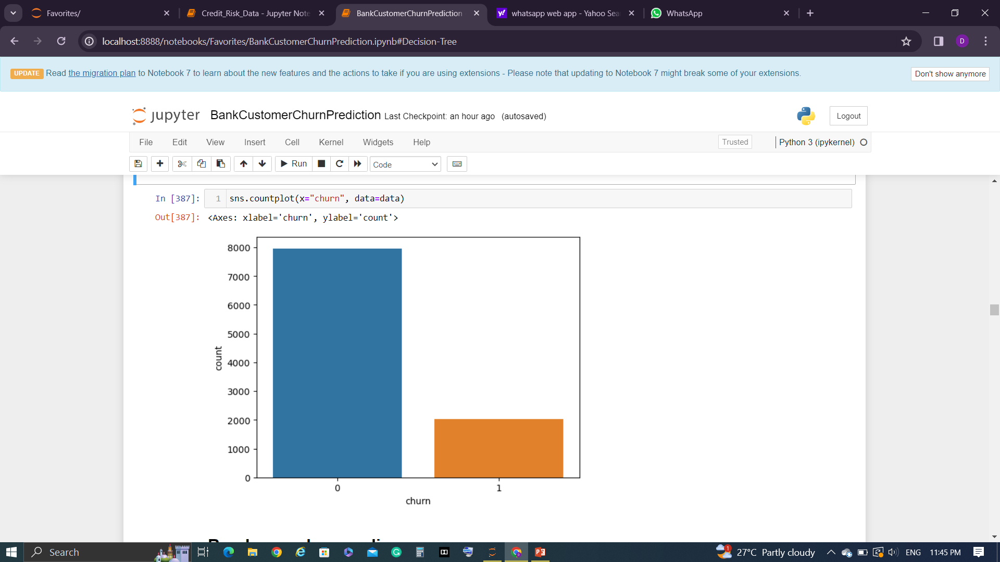 Favorites/
Credit_Risk_Data - Jupyter Note
BankCustomerChurnPrediction
whatsapp web app - Yahoo Sea
WhatsApp
localhost:8888/notebooks/Favorites/BankCustomerChurnPrediction.ipynb#Decision-Tree
D
UPDATE Read the migration plan to Notebook 7 to learn about the new features and the actions to take if you are using extensions - Please note that updating to Notebook 7 might break some of your extensions.
Don't show anymore
jupyter BankCustomerChurnPrediction Last Checkpoint: an hour ago (autosaved)
Logout
File Edit View Insert Cell Kernel Widgets Help
Trusted
Python 3 (ipykernel)
Run
Code
In [387]: 1 sns.countplot(x="churn", data=data)
Out[387]: <Axes: xlabel='churn', ylabel='count'>
8000
7000
6000
5000
4000
3000
2000
1000
0
count
0 1
churn
Search
27°C Partly cloudy
ENG
11:45 PM